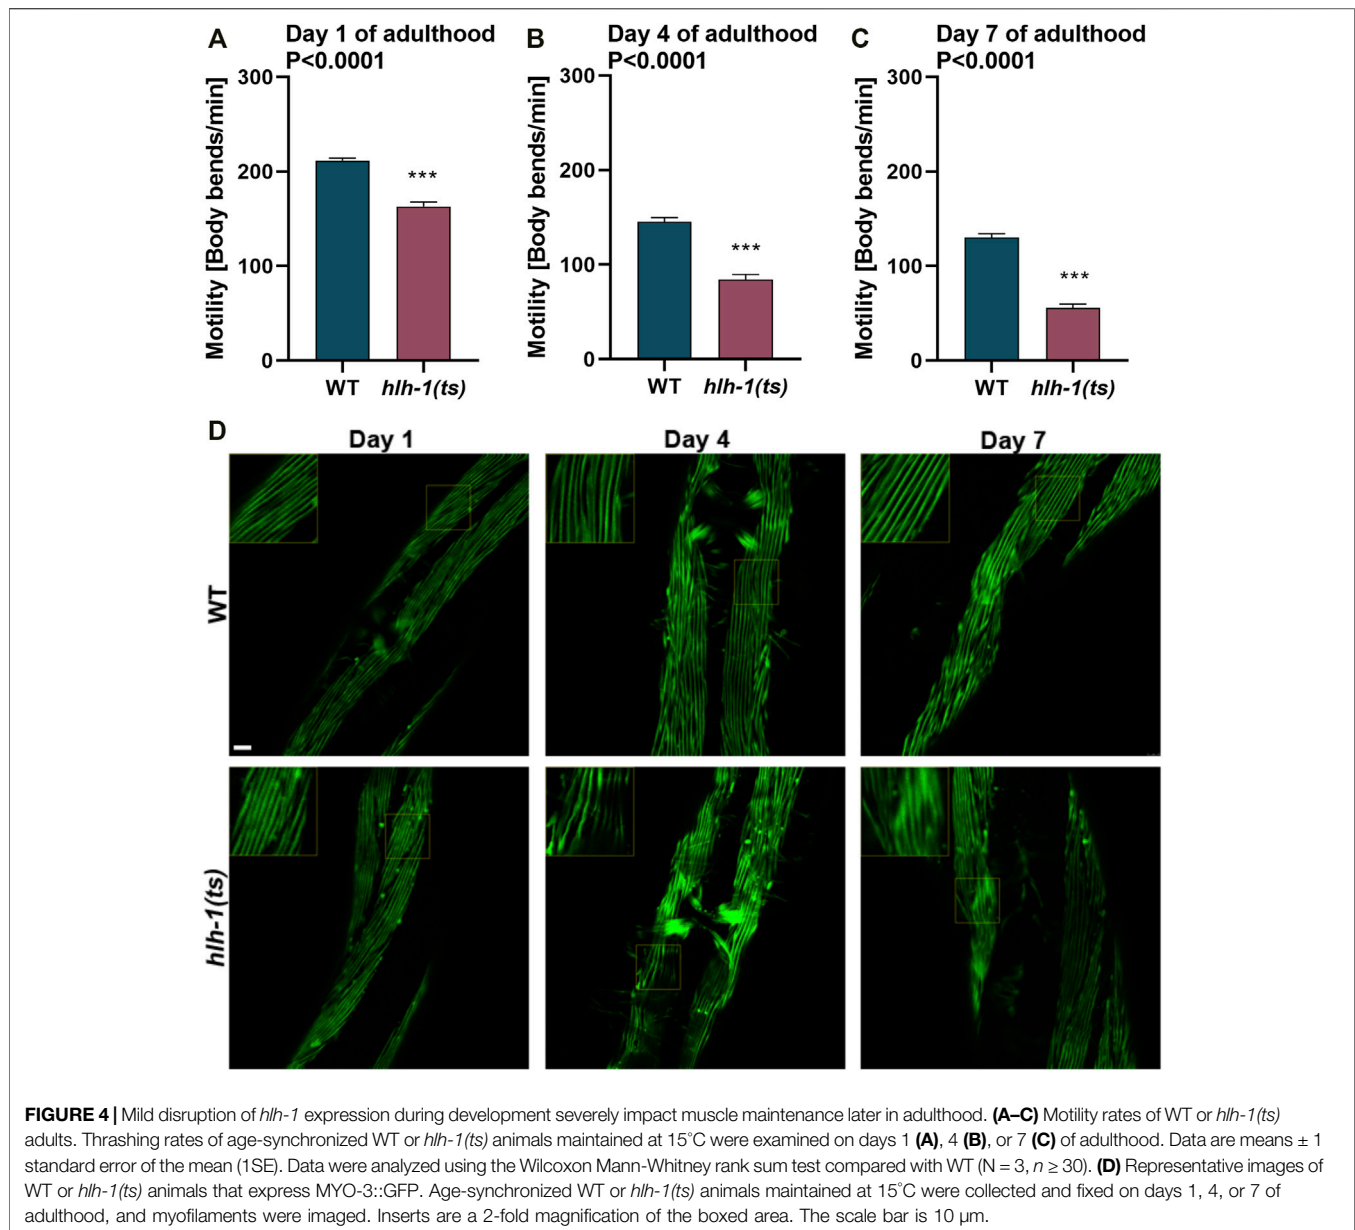 A
Day 1 of adulthood
P<0.0001
300
200
100
0
Motility [Body bends/min]
***
WT
hlh-1(ts)
B
Day 4 of adulthood
P<0.0001
300
200
100
0
Motility [Body bends/min]
***
WT
hlh-1(ts)
C
Day 7 of adulthood
P<0.0001
300
200
100
0
Motility [Body bends/min]
***
WT
hlh-1(ts)
D
Day 1
Day 4
Day 7
WT
hlh-1(ts)
FIGURE 4 | Mild disruption of hlh-1 expression during development severely impact muscle maintenance later in adulthood. (A–C) Motility rates of WT or hlh-1(ts)
adults. Thrashing rates of age-synchronized WT or hlh-1(ts) animals maintained at 15°C were examined on days 1 (A), 4 (B), or 7 (C) of adulthood. Data are means ± 1
standard error of the mean (1SE). Data were analyzed using the Wilcoxon Mann-Whitney rank sum test compared with WT (N = 3, n ≥ 30). (D) Representative images of
WT or hlh-1(ts) animals that express MYO-3::GFP. Age-synchronized WT or hlh-1(ts) animals maintained at 15°C were collected and fixed on days 1, 4, or 7 of
adulthood, and myofilaments were imaged. Inserts are a 2-fold magnification of the boxed area. The scale bar is 10 µm.